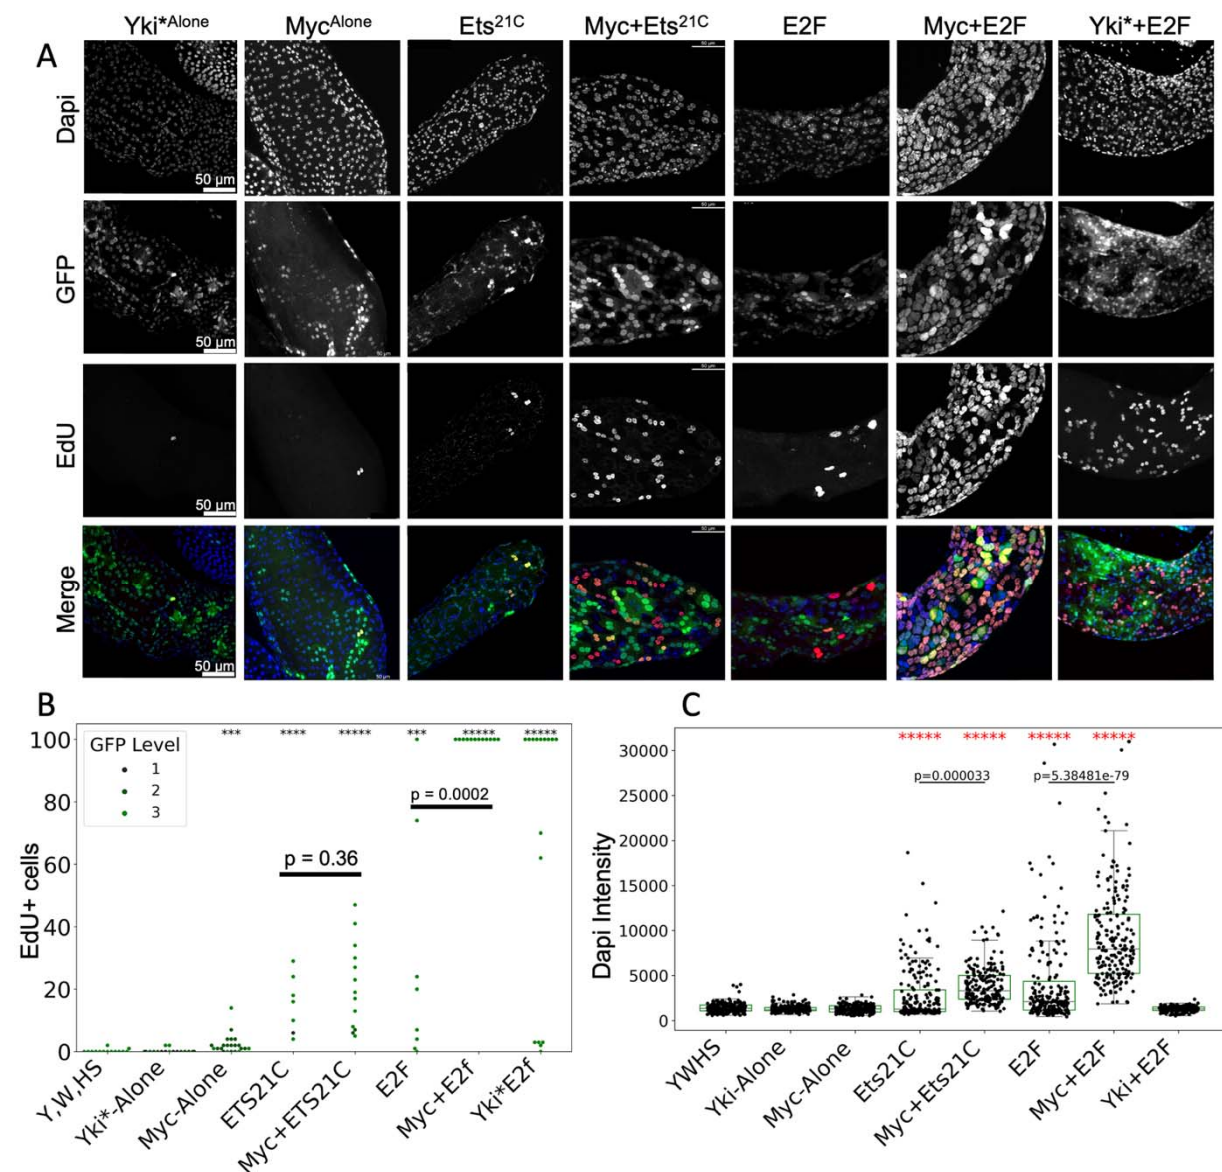 Yki*Alone MycAlone Ets21C Myc+Ets21C E2F Myc+E2F Yki*+E2F
A
Dapi
50 μm
50 μm
GFP
50 μm
EdU
50 μm
Merge
50 μm
B
EdU+ cells
100
80
60
40
20
0
GFP Level
1
2
3
*** **** ***** *** ***** *****
p = 0.0002
p = 0.36
Y,W,HS
Yki*-Alone
Myc-Alone
ETS21C
Myc+ETS21C
E2F
Myc+E2f
Yki*E2f
C
Dapi Intensity
30000
25000
20000
15000
10000
5000
0
***** ***** ***** *****
p=0.000033 p=5.38481e-79
YWHS
Yki-Alone
Myc-Alone
Ets21C
Myc+Ets21C
E2F
Myc+E2F
Yki+E2F